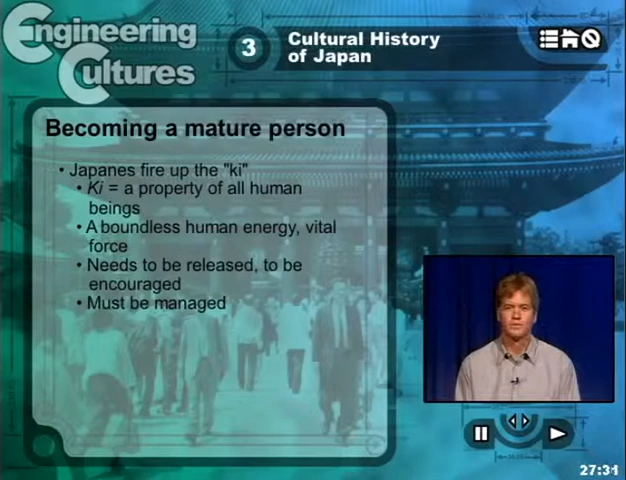 Engineering
Cultures
3
Cultural History
of Japan
Becoming a mature person
• Japanes fire up the "ki"
• Ki = a property of all human
beings
• A boundless human energy, vital
force
• Needs to be released, to be
encouraged
• Must be managed
27:31